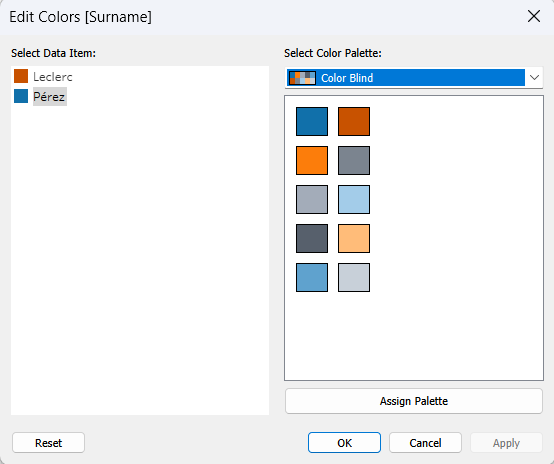 Edit Colors [Surname]
Select Data Item:
Leclerc
Pérez
Select Color Palette:
Color Blind
Assign Palette
Reset
OK
Cancel
Apply